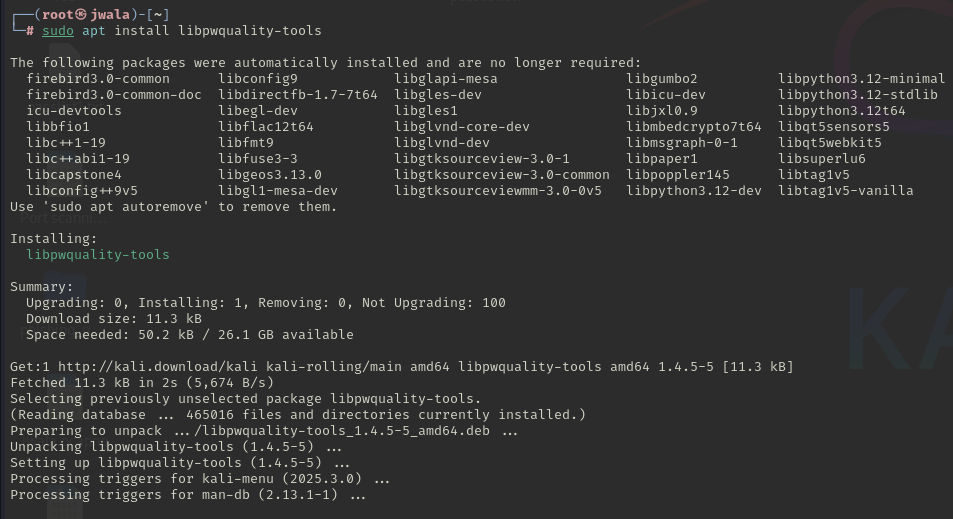 ┌──(root㉿jwala)-[~]
└─# sudo apt install libpwquality-tools
The following packages were automatically installed and are no longer required:
  firebird3.0-common      libconfig9            libglapi-mesa               libgumbo2          libpython3.12-minimal
  firebird3.0-common-doc  libdirectfb-1.7-7t64  libgles-dev                 libicu-dev         libpython3.12-stdlib
  icu-devtools            libegl-dev            libgles1                    libjxl0.9          libpython3.12t64
  libbfio1                libflac12t64          libglvnd-core-dev           libmbedcrypto7t64  libqt5sensors5
  libc++1-19              libfmt9               libglvnd-dev                libmsgraph-0-1     libqt5webkit5
  libc++abi1-19           libfuse3-3            libgtksourceview-3.0-1      libpaper1          libsuperlu6
  libcapstone4            libgeos3.13.0         libgtksourceview-3.0-common  libpoppler145      libtag1v5
  libconfig++9v5          libgl1-mesa-dev       libgtksourceviewmm-3.0-0v5  libpython3.12-dev  libtag1v5-vanilla
Use 'sudo apt autoremove' to remove them.
Installing:
  libpwquality-tools
Summary:
  Upgrading: 0, Installing: 1, Removing: 0, Not Upgrading: 100
  Download size: 11.3 kB
  Space needed: 50.2 kB / 26.1 GB available
Get:1 http://kali.download/kali kali-rolling/main amd64 libpwquality-tools amd64 1.4.5-5 [11.3 kB]
Fetched 11.3 kB in 2s (5,674 B/s)
Selecting previously unselected package libpwquality-tools.
(Reading database ... 465016 files and directories currently installed.)
Preparing to unpack .../libpwquality-tools_1.4.5-5_amd64.deb ...
Unpacking libpwquality-tools (1.4.5-5) ...
Setting up libpwquality-tools (1.4.5-5) ...
Processing triggers for kali-menu (2025.3.0) ...
Processing triggers for man-db (2.13.1-1) ...
KA